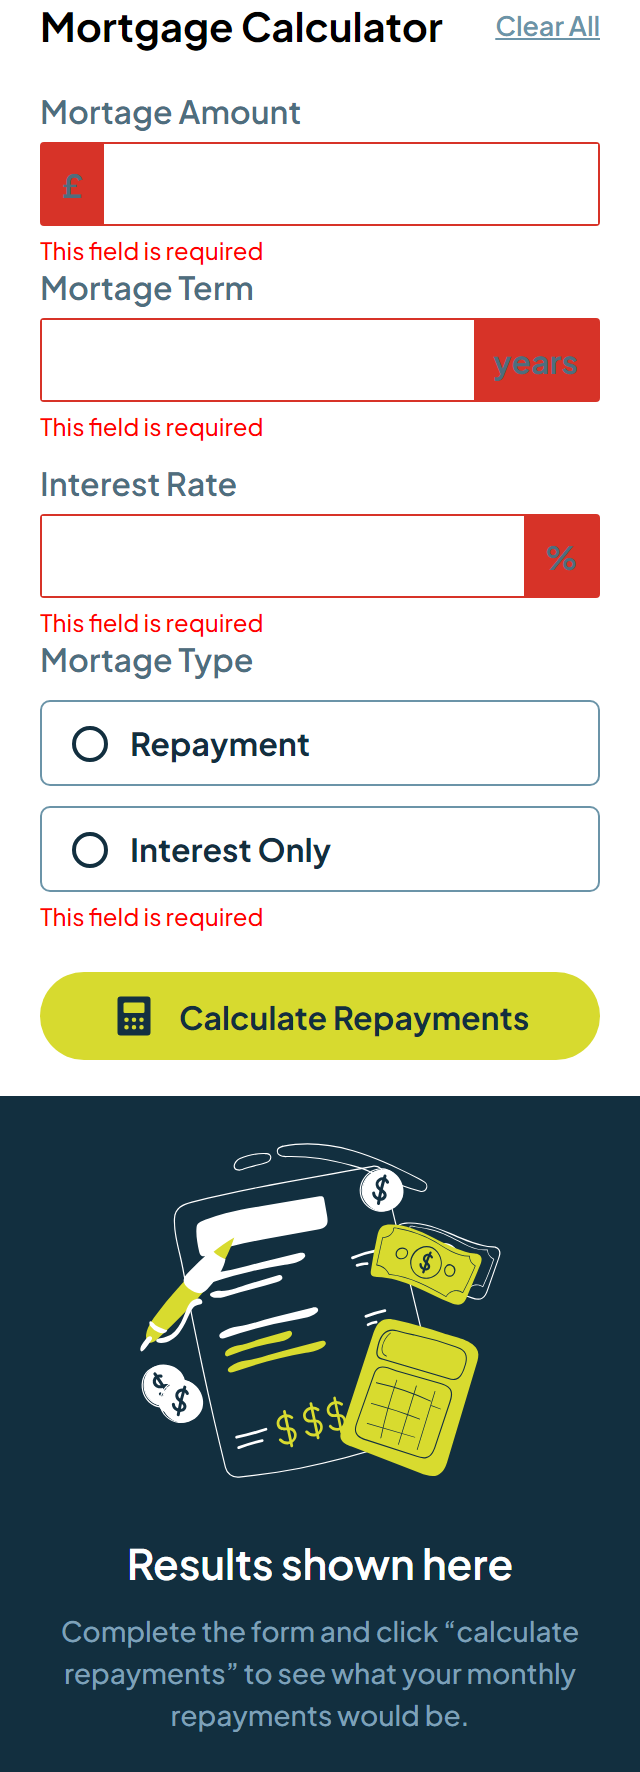 Mortgage Calculator
Clear All
Mortage Amount
£
This field is required
Mortage Term
years
This field is required
Interest Rate
%
This field is required
Mortage Type
Repayment
Interest Only
This field is required
Calculate Repayments
$
$
$
$
$$$
Results shown here
Complete the form and click “calculate
repayments” to see what your monthly
repayments would be.